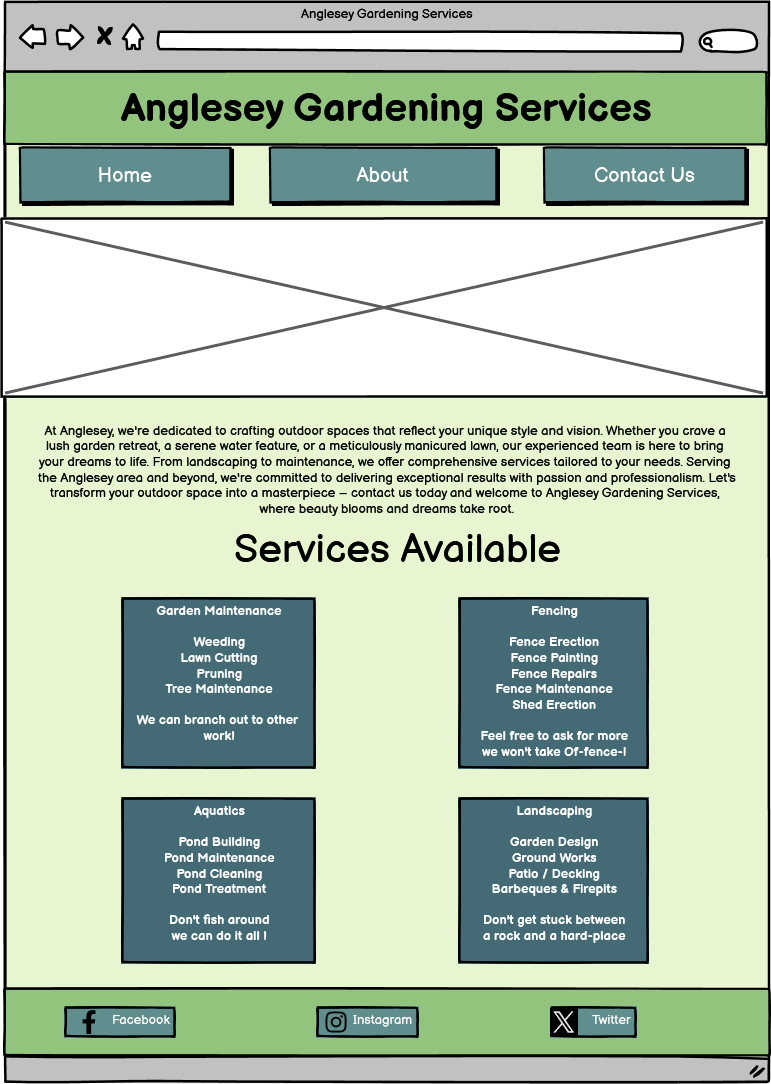 Anglesey Gardening Services
Anglesey Gardening Services
Home
About
Contact Us
At Anglesey, we're dedicated to crafting outdoor spaces that reflect your unique style and vision. Whether you crave a
lush garden retreat, a serene water feature, or a meticulously manicured lawn, our experienced team is here to bring
your dreams to life. From landscaping to maintenance, we offer comprehensive services tailored to your needs. Serving
the Anglesey area and beyond, we're committed to delivering exceptional results with passion and professionalism. Let's
transform your outdoor space into a masterpiece – contact us today and welcome to Anglesey Gardening Services,
where beauty blooms and dreams take root.
Services Available
Garden Maintenance
Weeding
Lawn Cutting
Pruning
Tree Maintenance
We can branch out to other
work!
Fencing
Fence Erection
Fence Painting
Fence Repairs
Fence Maintenance
Shed Erection
Feel free to ask for more
we won't take Of-fence-!
Aquatics
Pond Building
Pond Maintenance
Pond Cleaning
Pond Treatment
Don't fish around
we can do it all !
Landscaping
Garden Design
Ground Works
Patio / Decking
Barbeques & Firepits
Don't get stuck between
a rock and a hard-place
Facebook
Instagram
Twitter